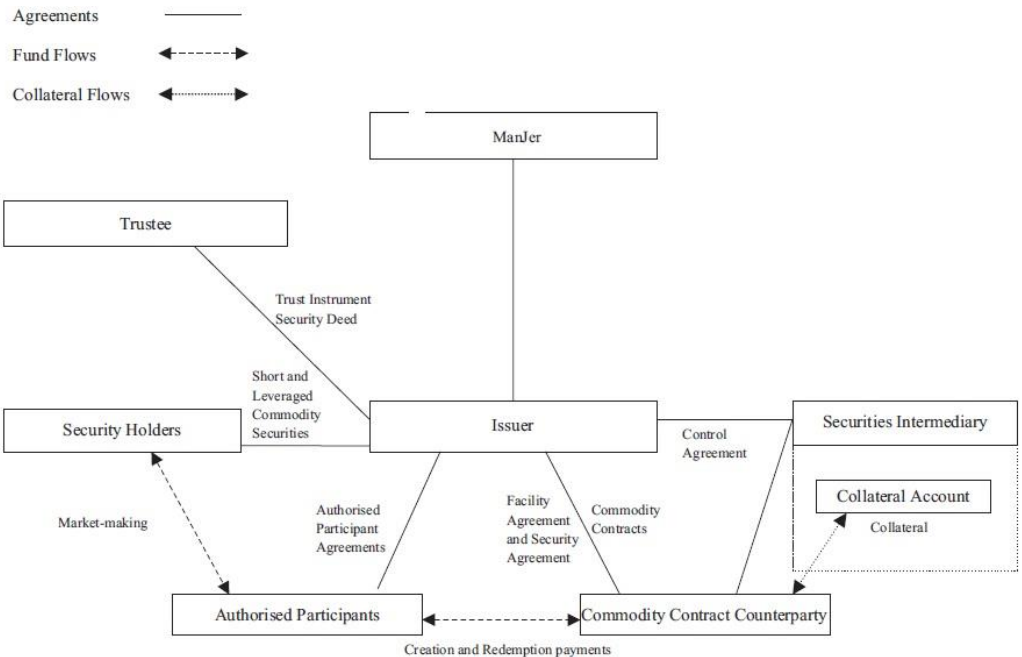 Agreements
Fund Flows
Collateral Flows
ManJer
Trustee
Trust Instrument
Security Deed
Short and
Leveraged
Commodity
Securities
Security Holders
Issuer
Securities Intermediary
Control
Agreement
Collateral Account
Collateral
Market-making
Authorised
Participant
Agreements
Facility
Agreement
and Security
Agreement
Commodity
Contracts
Authorised Participants
Commodity Contract Counterparty
Creation and Redemption payments